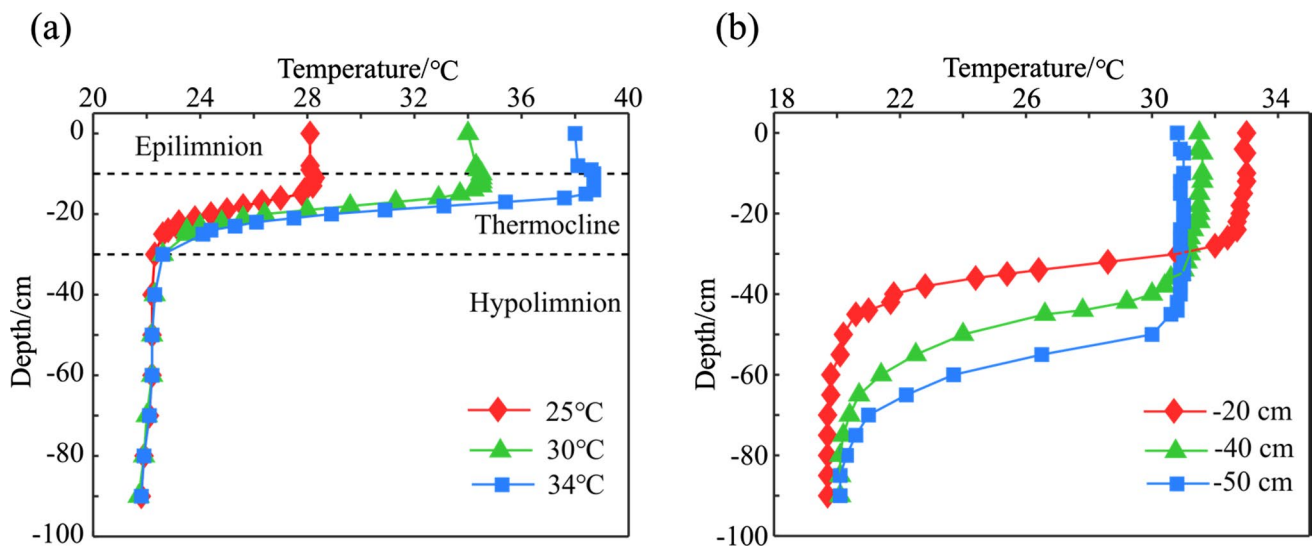 (a)
Temperature/°C
20 24 28 32 36 40
0
-20
-40
-60
-80
-100
Depth/cm
Epilimnion
Thermocline
Hypolimnion
25°C
30°C
34°C
(b)
Temperature/°C
18 22 26 30 34
0
-20
-40
-60
-80
-100
Depth/cm
-20 cm
-40 cm
-50 cm